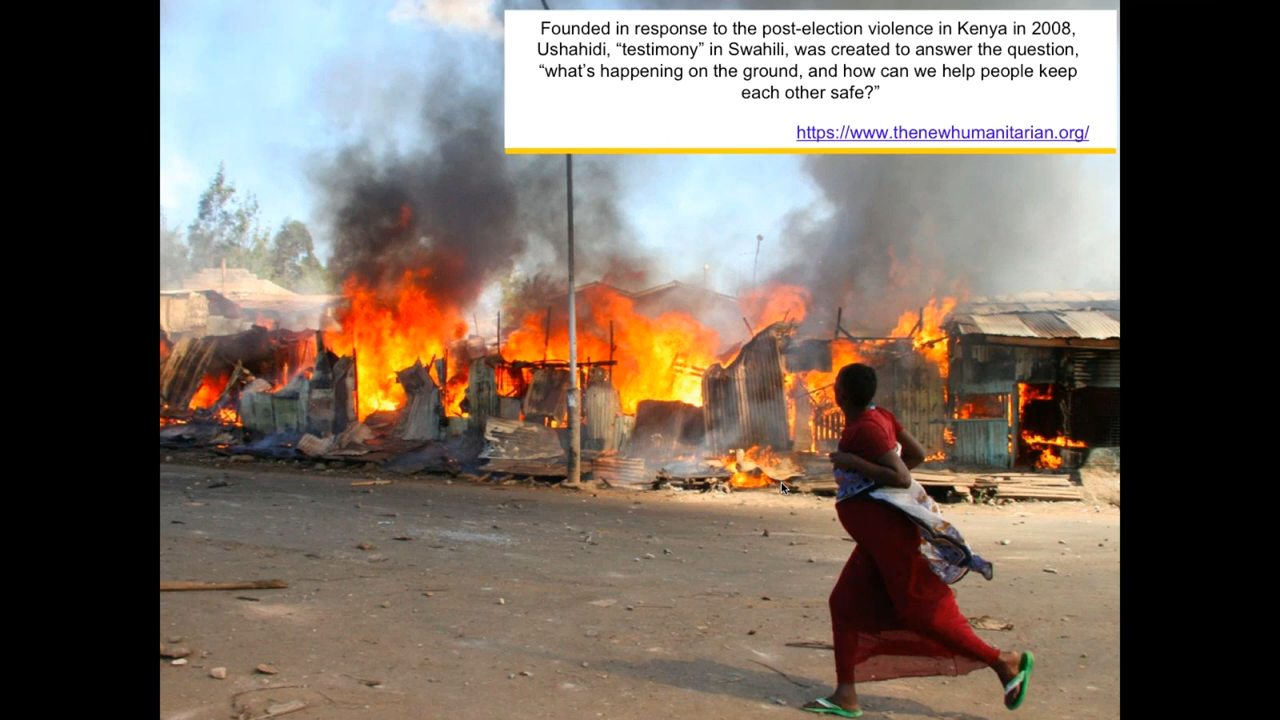 Founded in response to the post-election violence in Kenya in 2008,
Ushahidi, “testimony” in Swahili, was created to answer the question,
“what’s happening on the ground, and how can we help people keep
each other safe?”
https://www.thenewhumanitarian.org/